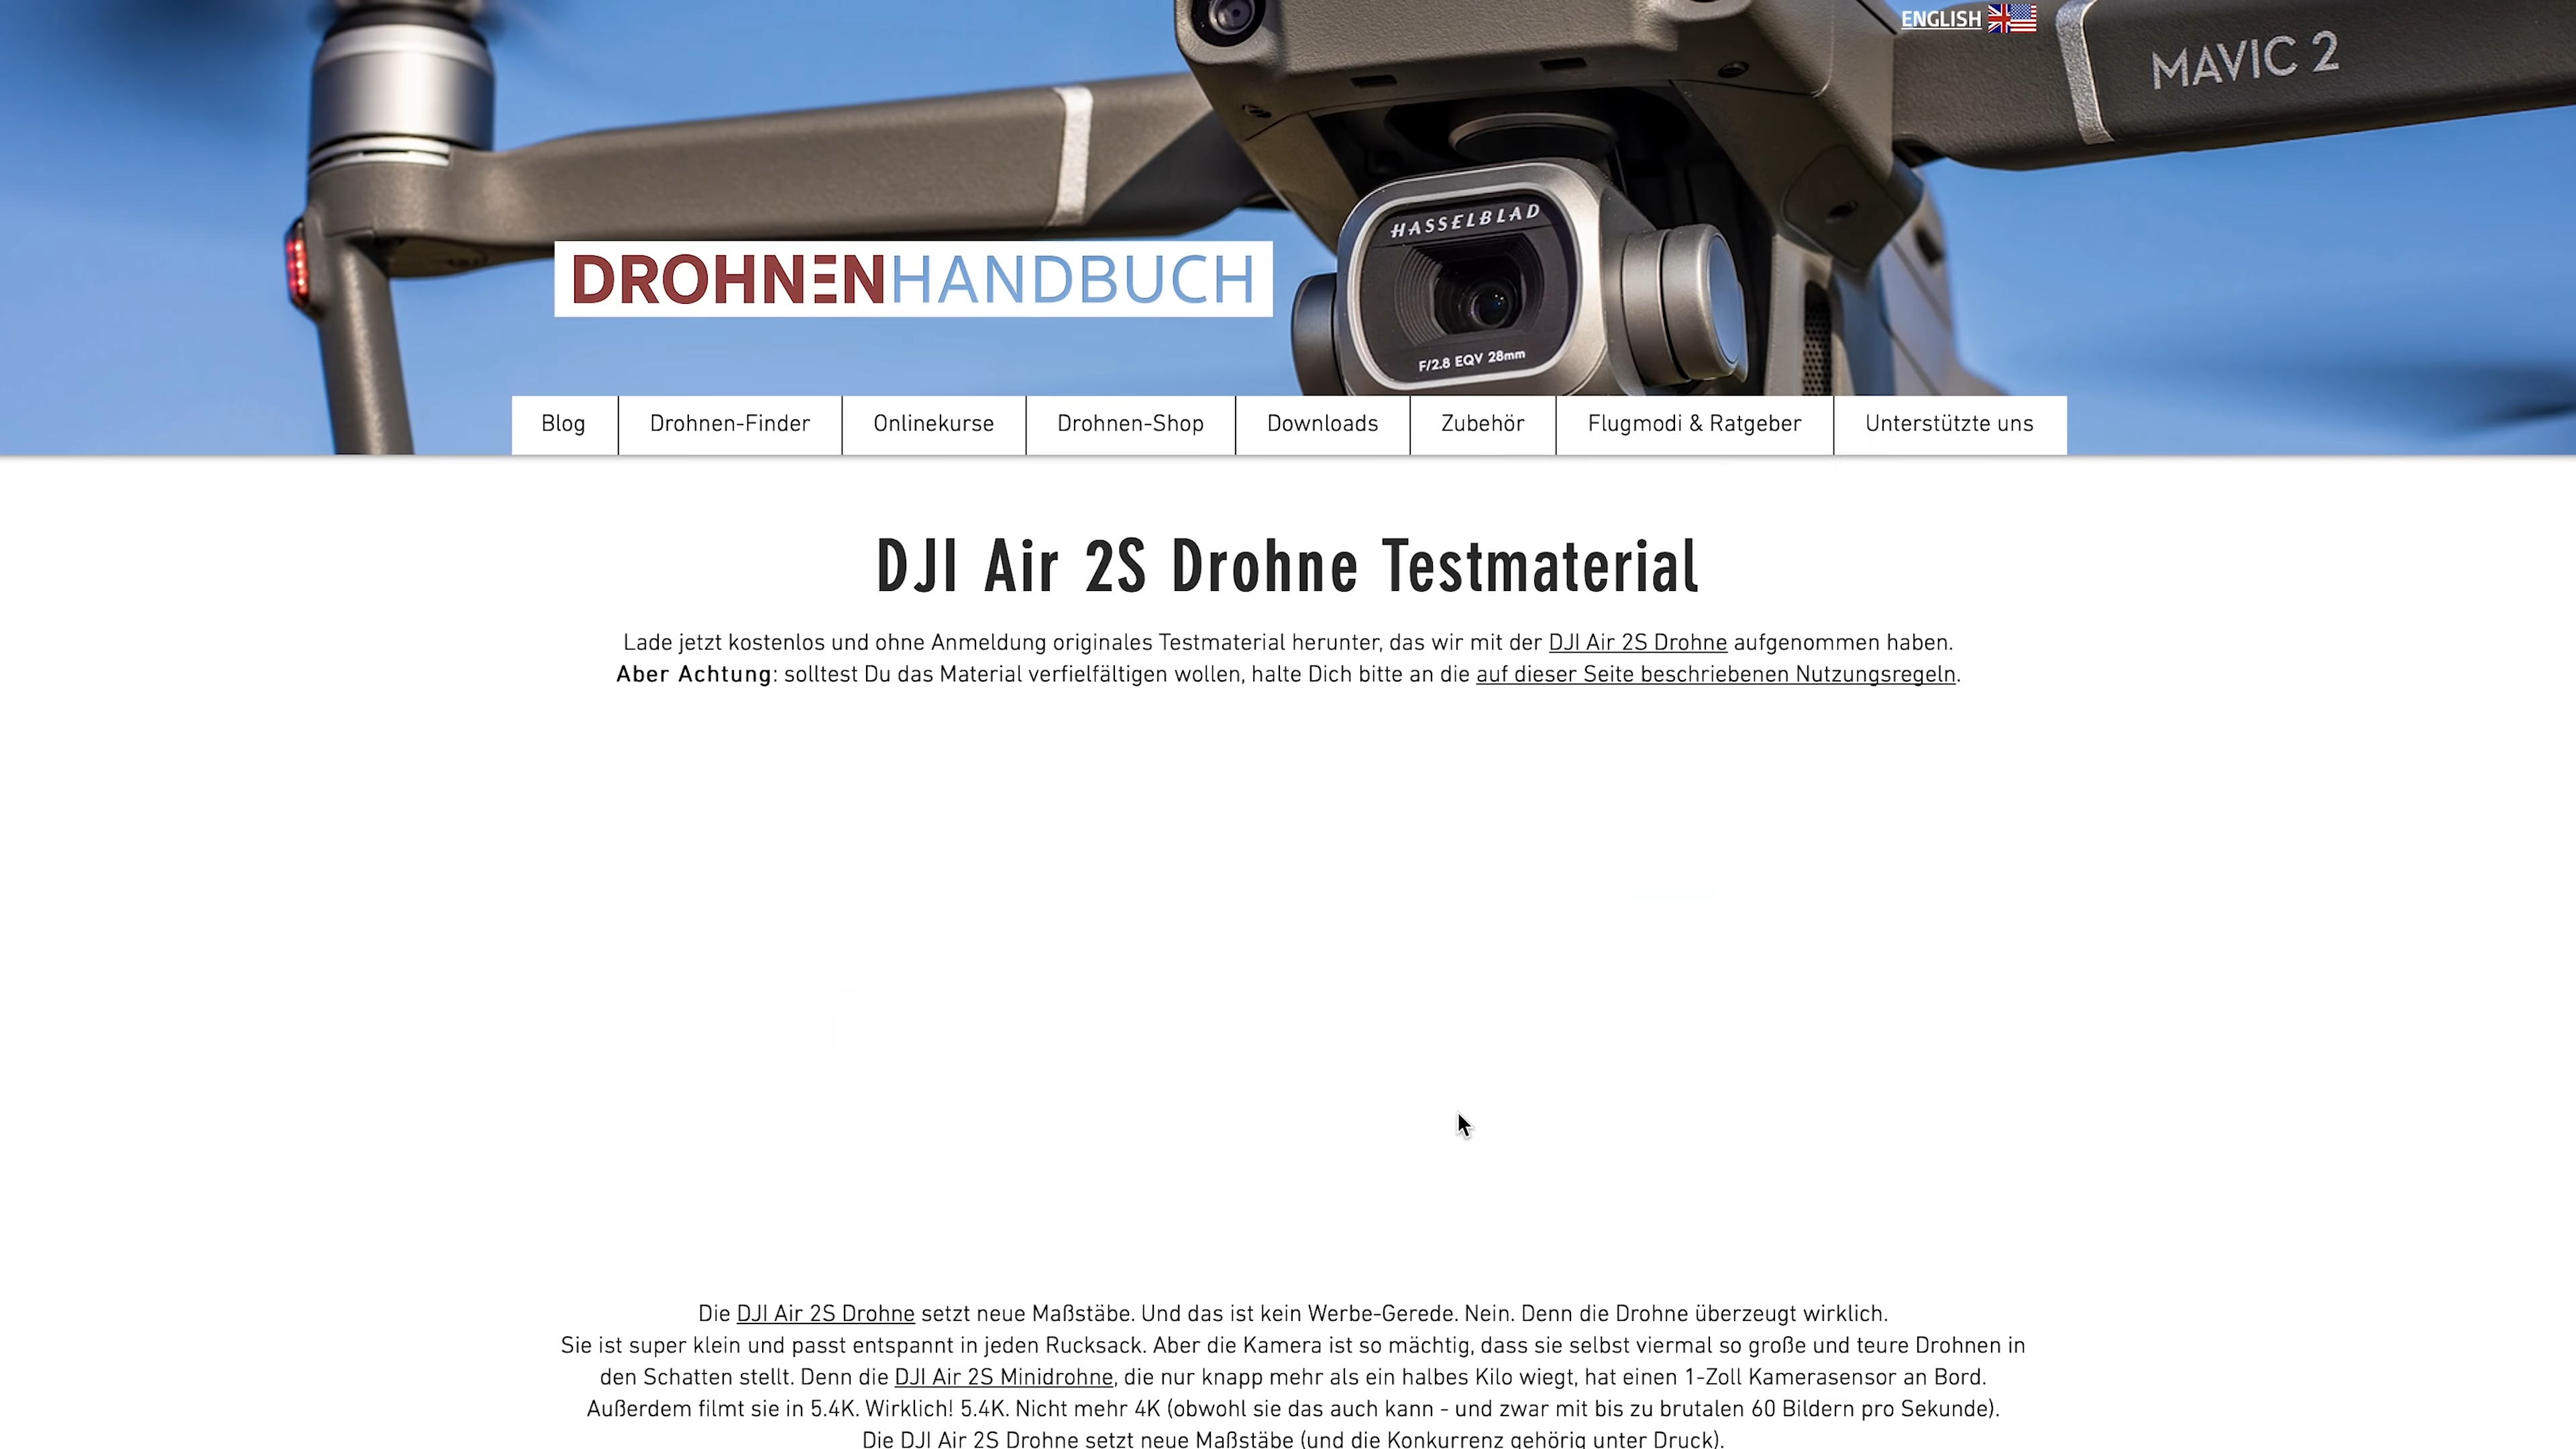 ENGLISH
MAVIC 2
HASSELBLAD
F/2.8 EQV 28mm
DROHNENHANDBUCH
Blog
Drohnen-Finder
Onlinekurse
Drohnen-Shop
Downloads
Zubehör
Flugmodi & Ratgeber
Unterstützte uns
DJI Air 2S Drohne Testmaterial
Lade jetzt kostenlos und ohne Anmeldung originales Testmaterial herunter, das wir mit der DJI Air 2S Drohne aufgenommen haben.
Aber Achtung: solltest Du das Material verfielfältigen wollen, halte Dich bitte an die auf dieser Seite beschriebenen Nutzungsregeln.
Die DJI Air 2S Drohne setzt neue Maßstäbe. Und das ist kein Werbe-Gerede. Nein. Denn die Drohne überzeugt wirklich.
Sie ist super klein und passt entspannt in jeden Rucksack. Aber die Kamera ist so mächtig, dass sie selbst viermal so große und teure Drohnen in
den Schatten stellt. Denn die DJI Air 2S Minidrohne, die nur knapp mehr als ein halbes Kilo wiegt, hat einen 1-Zoll Kamerasensor an Bord.
Außerdem filmt sie in 5.4K. Wirklich! 5.4K. Nicht mehr 4K (obwohl sie das auch kann - und zwar mit bis zu brutalen 60 Bildern pro Sekunde).
Die DJI Air 2S Drohne setzt neue Maßstäbe (und die Konkurrenz gehörig unter Druck).